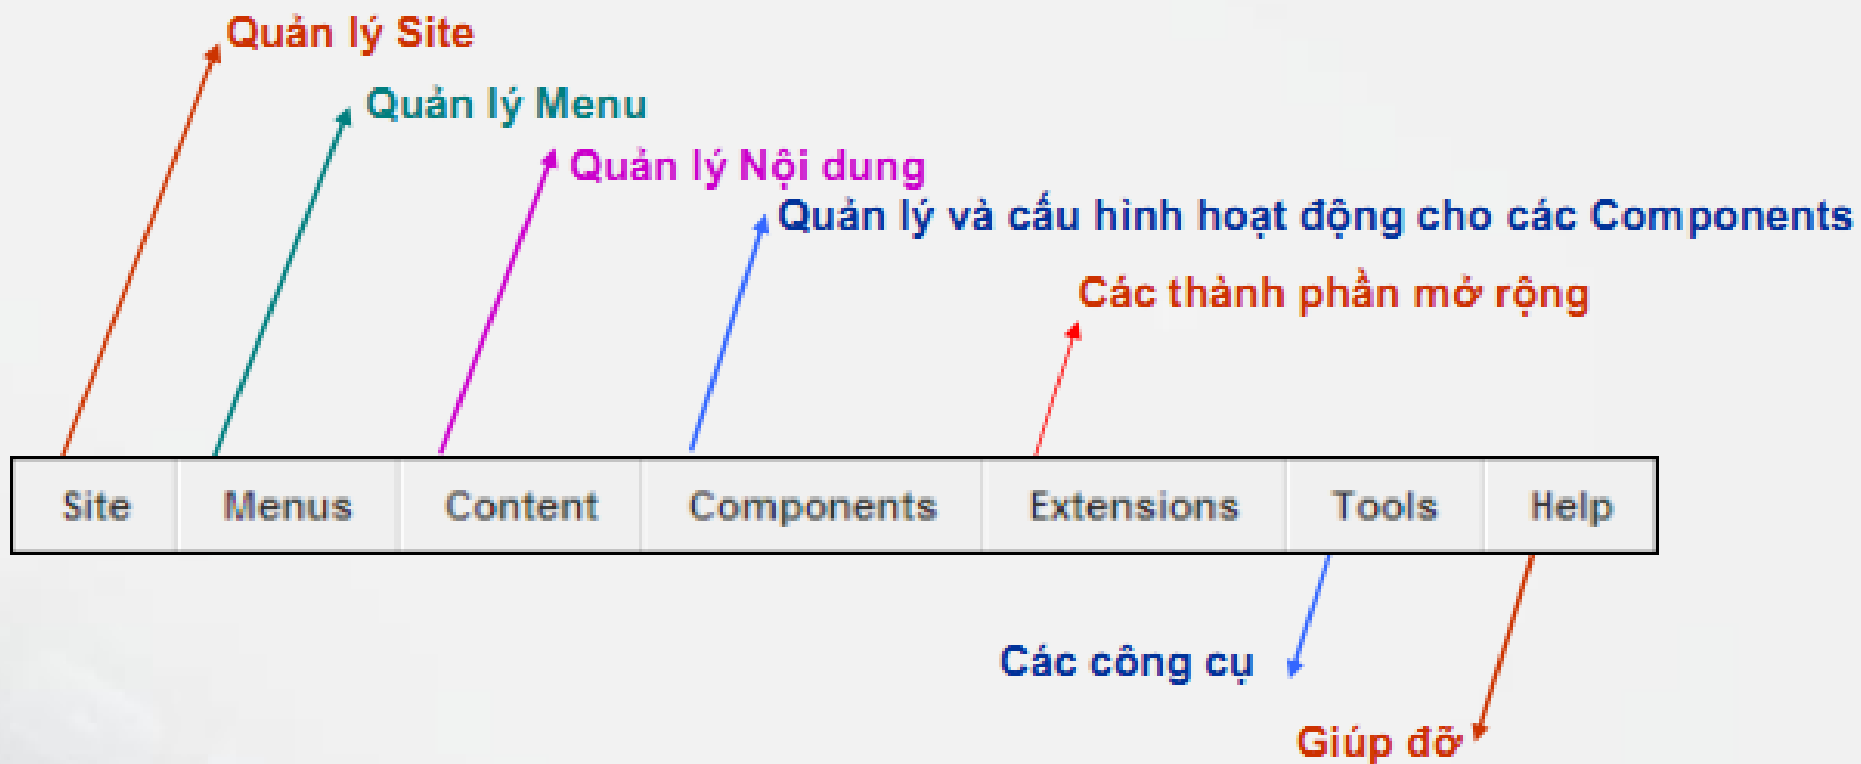 Quản lý Site
Quản lý Menu
Quản lý Nội dung
Quản lý và cấu hình hoạt động cho các Components
Các thành phần mở rộng
Site Menus Content Components Extensions Tools Help
Các công cụ
Giúp đỡ